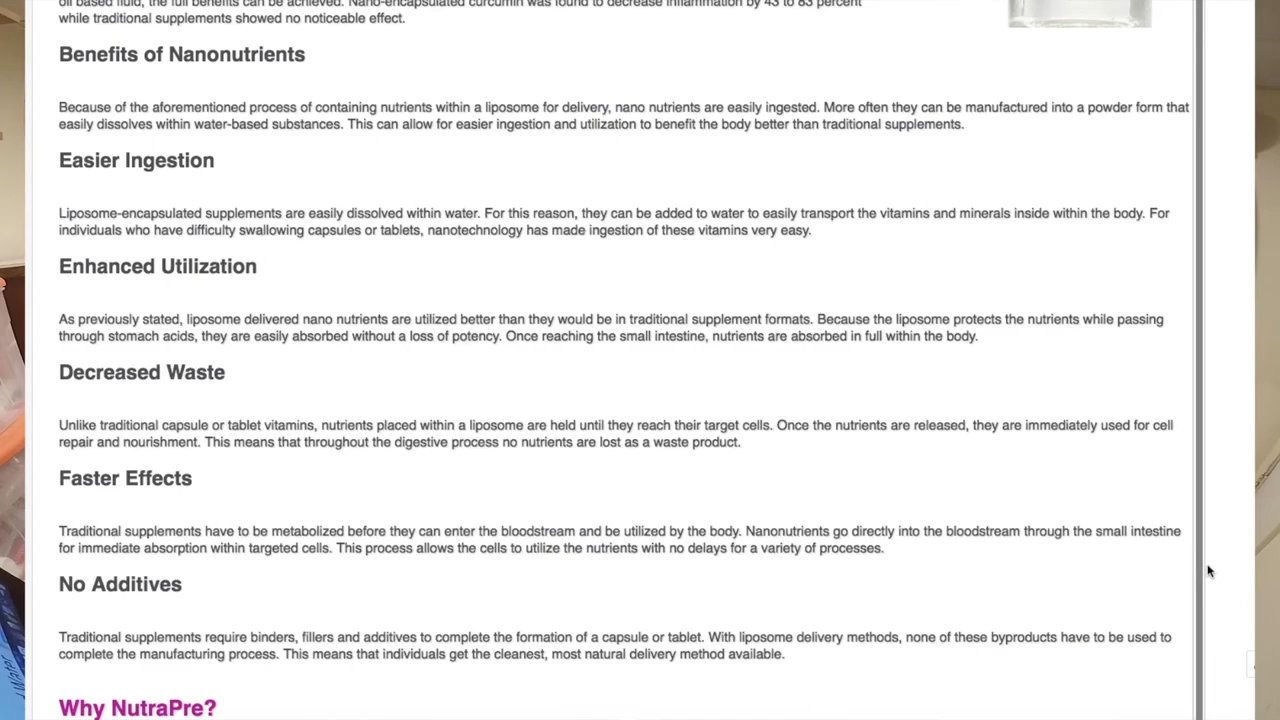 oil based fluid, the full benefits can be achieved. Nano-encapsulated curcumin was found to decrease inflammation by 43 to 83 percent
while traditional supplements showed no noticeable effect.
Benefits of Nanonutrients
Because of the aforementioned process of containing nutrients within a liposome for delivery, nano nutrients are easily ingested. More often they can be manufactured into a powder form that
easily dissolves within water-based substances. This can allow for easier ingestion and utilization to benefit the body better than traditional supplements.
Easier Ingestion
Liposome-encapsulated supplements are easily dissolved within water. For this reason, they can be added to water to easily transport the vitamins and minerals inside within the body. For
individuals who have difficulty swallowing capsules or tablets, nanotechnology has made ingestion of these vitamins very easy.
Enhanced Utilization
As previously stated, liposome delivered nano nutrients are utilized better than they would be in traditional supplement formats. Because the liposome protects the nutrients while passing
through stomach acids, they are easily absorbed without a loss of potency. Once reaching the small intestine, nutrients are absorbed in full within the body.
Decreased Waste
Unlike traditional capsule or tablet vitamins, nutrients placed within a liposome are held until they reach their target cells. Once the nutrients are released, they are immediately used for cell
repair and nourishment. This means that throughout the digestive process no nutrients are lost as a waste product.
Faster Effects
Traditional supplements have to be metabolized before they can enter the bloodstream and be utilized by the body. Nanonutrients go directly into the bloodstream through the small intestine
for immediate absorption within targeted cells. This process allows the cells to utilize the nutrients with no delays for a variety of processes.
No Additives
Traditional supplements require binders, fillers and additives to complete the formation of a capsule or tablet. With liposome delivery methods, none of these byproducts have to be used to
complete the manufacturing process. This means that individuals get the cleanest, most natural delivery method available.
Why NutraPre?